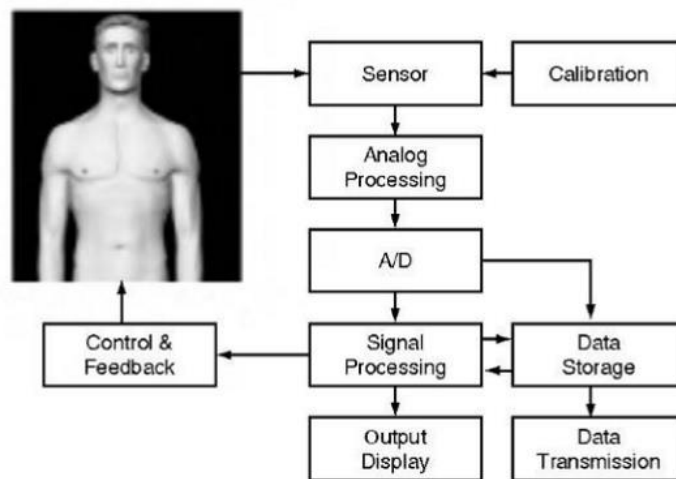 Sensor
Calibration
Analog
Processing
A/D
Control &
Feedback
Signal
Processing
Data
Storage
Output
Display
Data
Transmission